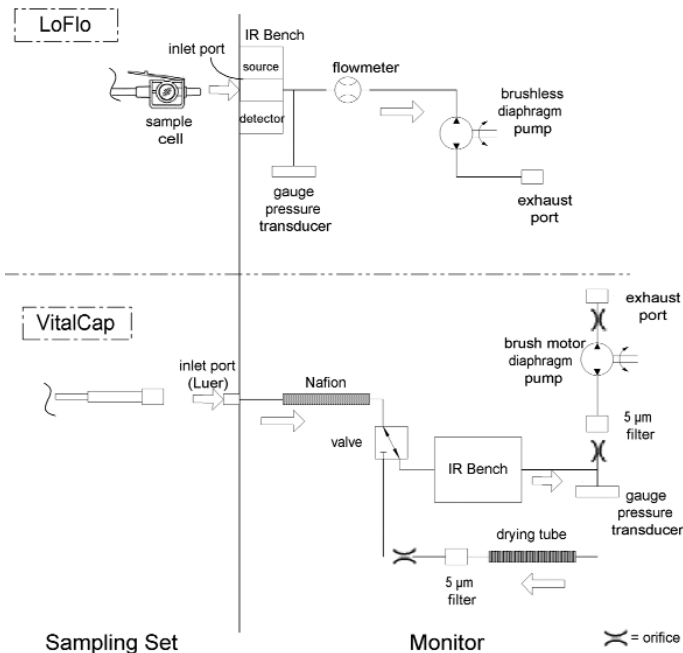 LoFlo
IR Bench
inlet port
source
detector
sample
cell
flowmeter
brushless
diaphragm
pump
gauge
pressure
transducer
exhaust
port
VitalCap
inlet port
(Luer)
Nafion
valve
IR Bench
exhaust
port
brush motor
diaphragm
pump
5 µm
filter
gauge
pressure
transducer
drying tube
5 µm
filter
Sampling Set
Monitor
= orifice